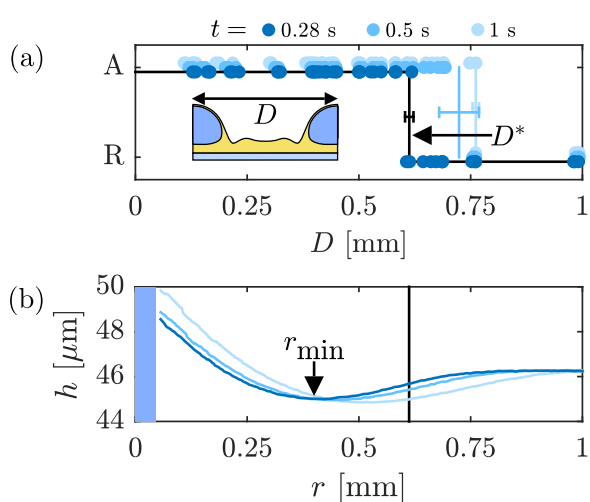 t = 0.28 s 0.5 s 1 s
(a)
A
D
D*
R
0 0.25 0.5 0.75 1
D [mm]
(b)
50
48
46
44
h [μm]
r_min
0 0.25 0.5 0.75 1
r [mm]